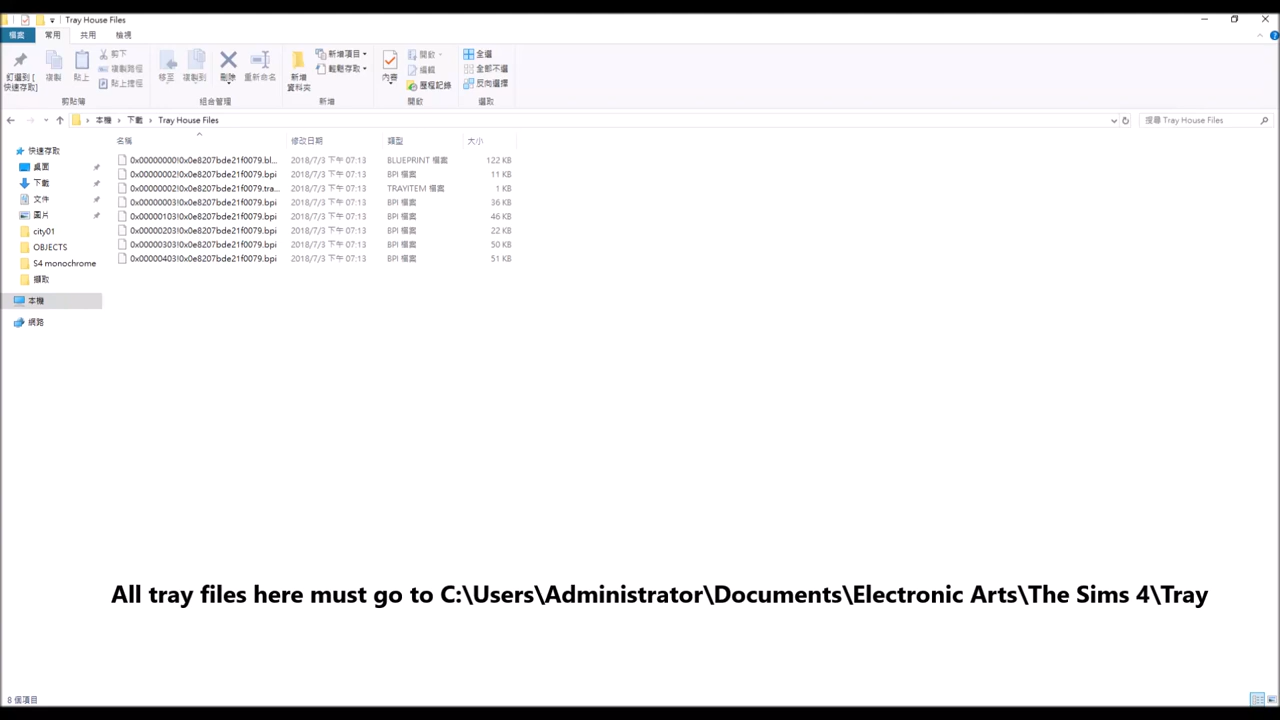 Tray House Files
檔案 常用 共用 檢視
釘選到 [快速存取]
複製
貼上
剪下
複製路徑
貼上捷徑
剪貼簿
移至
複製到
刪除
重新命名
組合管理
新增資料夾
新增項目
輕鬆存取
新增
內容
開啟
編輯
歷程記錄
開啟
全選
全部不選
反向選擇
選取
本機 > 下載 > Tray House Files
搜尋 Tray House Files
快速存取
桌面
下載
文件
圖片
city01
OBJECTS
S4 monochrome
擷取
本機
網路
名稱 修改日期 類型 大小
0x00000000!0x0e8207bde21f0079.bl... 2018/7/3 下午 07:13 BLUEPRINT 檔案 122 KB
0x00000002!0x0e8207bde21f0079.bpi 2018/7/3 下午 07:13 BPI 檔案 11 KB
0x00000002!0x0e8207bde21f0079.tra... 2018/7/3 下午 07:13 TRAYITEM 檔案 1 KB
0x00000003!0x0e8207bde21f0079.bpi 2018/7/3 下午 07:13 BPI 檔案 36 KB
0x00000103!0x0e8207bde21f0079.bpi 2018/7/3 下午 07:13 BPI 檔案 46 KB
0x00000203!0x0e8207bde21f0079.bpi 2018/7/3 下午 07:13 BPI 檔案 22 KB
0x00000303!0x0e8207bde21f0079.bpi 2018/7/3 下午 07:13 BPI 檔案 50 KB
0x00000403!0x0e8207bde21f0079.bpi 2018/7/3 下午 07:13 BPI 檔案 51 KB
All tray files here must go to C:\Users\Administrator\Documents\Electronic Arts\The Sims 4\Tray
8 個項目